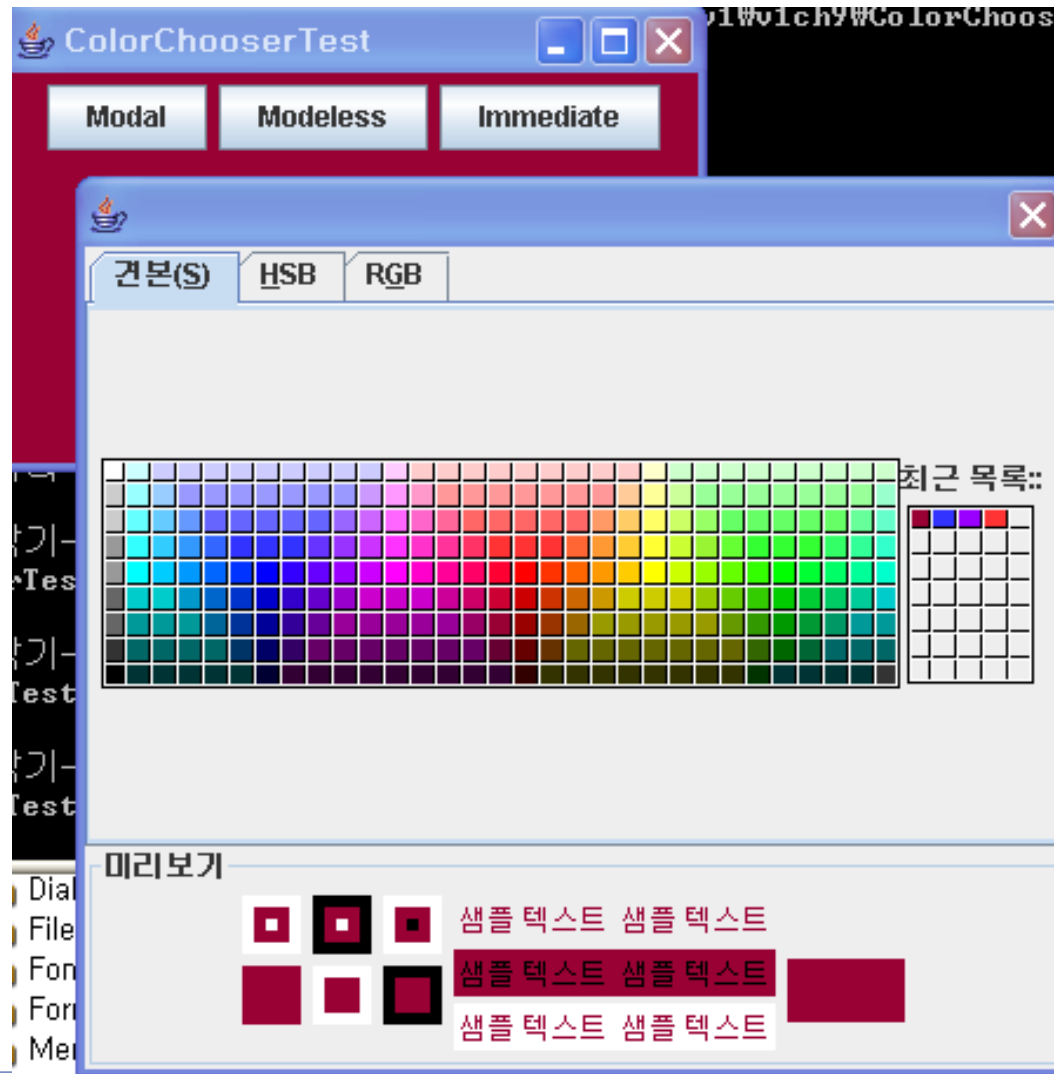 ColorChooserTest
Modal Modeless Immediate
견본(S) HSB RGB
최근 목록::
미리 보기
샘플 텍스트 샘플 텍스트
샘플 텍스트 샘플 텍스트
샘플 텍스트 샘플 텍스트